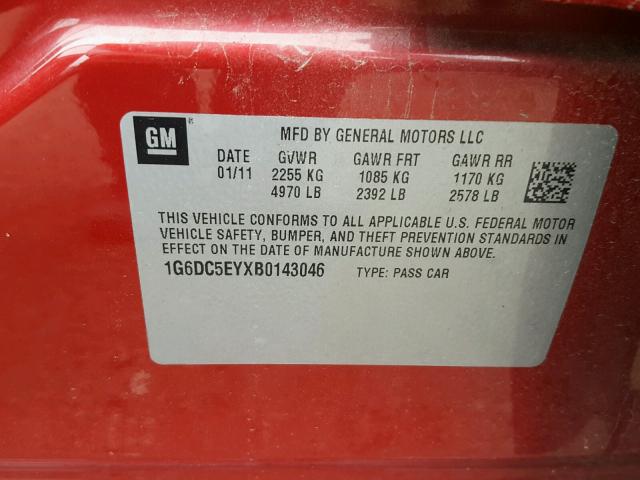 GM
MFD BY GENERAL MOTORS LLC
DATE GVWR GAWR FRT GAWR RR
01/11 2255 KG 1085 KG 1170 KG
4970 LB 2392 LB 2578 LB
THIS VEHICLE CONFORMS TO ALL APPLICABLE U.S. FEDERAL MOTOR
VEHICLE SAFETY, BUMPER, AND THEFT PREVENTION STANDARDS IN
EFFECT ON THE DATE OF MANUFACTURE SHOWN ABOVE.
1G6DC5EYXB0143046 TYPE: PASS CAR